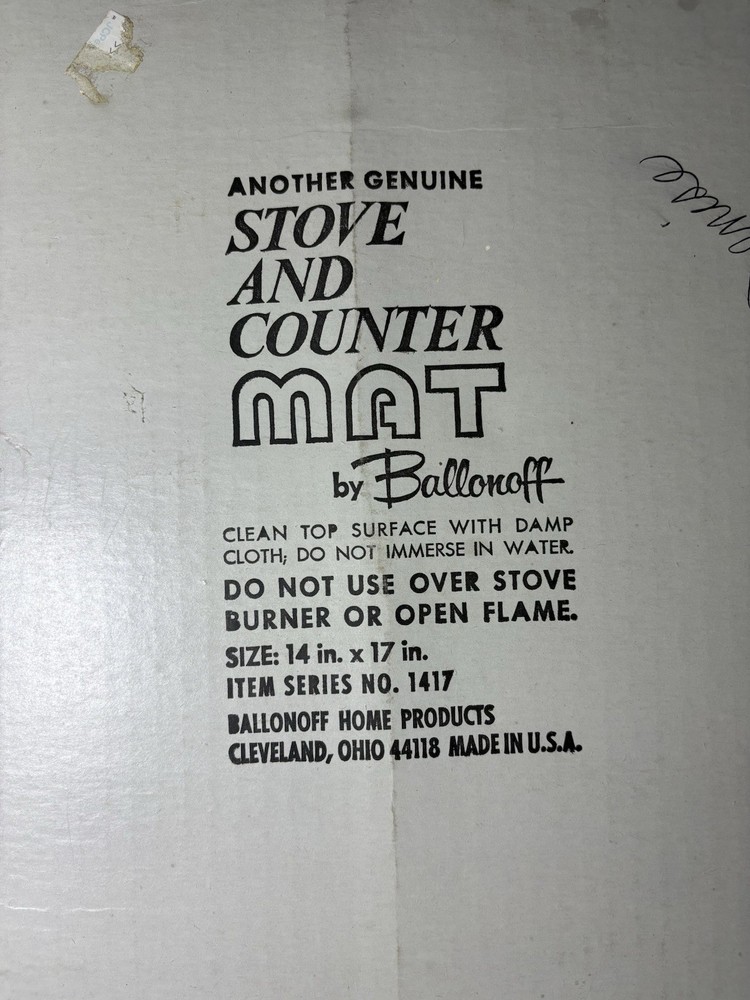 ANOTHER GENUINE
STOVE
AND
COUNTER
MAT
by Ballonoff
CLEAN TOP SURFACE WITH DAMP
CLOTH; DO NOT IMMERSE IN WATER.
DO NOT USE OVER STOVE
BURNER OR OPEN FLAME.
SIZE: 14 in. x 17 in.
ITEM SERIES NO. 1417
BALLONOFF HOME PRODUCTS
CLEVELAND, OHIO 44118 MADE IN U.S.A.